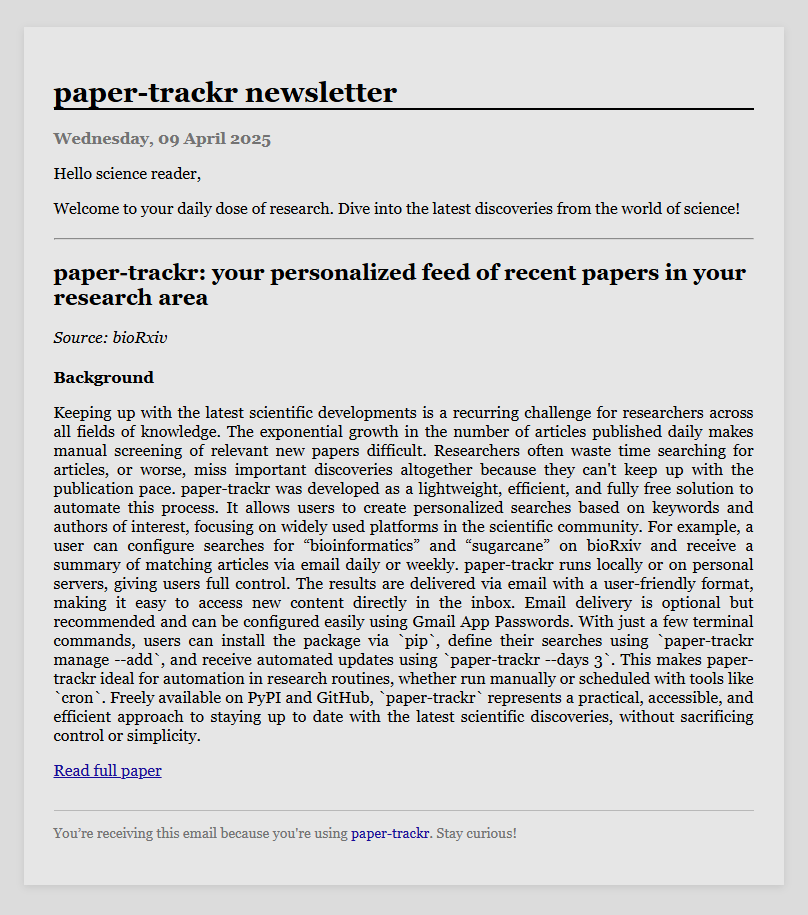 paper-trackr newsletter
Wednesday, 09 April 2025
Hello science reader,
Welcome to your daily dose of research. Dive into the latest discoveries from the world of science!
paper-trackr: your personalized feed of recent papers in your
research area
Source: bioRxiv
Background
Keeping up with the latest scientific developments is a recurring challenge for researchers across
all fields of knowledge. The exponential growth in the number of articles published daily makes
manual screening of relevant new papers difficult. Researchers often waste time searching for
articles, or worse, miss important discoveries altogether because they can't keep up with the
publication pace. paper-trackr was developed as a lightweight, efficient, and fully free solution to
automate this process. It allows users to create personalized searches based on keywords and
authors of interest, focusing on widely used platforms in the scientific community. For example, a
user can configure searches for “bioinformatics” and “sugarcane” on bioRxiv and receive a
summary of matching articles via email daily or weekly. paper-trackr runs locally or on personal
servers, giving users full control. The results are delivered via email with a user-friendly format,
making it easy to access new content directly in the inbox. Email delivery is optional but
recommended and can be configured easily using Gmail App Passwords. With just a few terminal
commands, users can install the package via `pip`, define their searches using `paper-trackr
manage --add`, and receive automated updates using `paper-trackr --days 3`. This makes paper-
trackr ideal for automation in research routines, whether run manually or scheduled with tools like
`cron`. Freely available on PyPI and GitHub, `paper-trackr` represents a practical, accessible, and
efficient approach to staying up to date with the latest scientific discoveries, without sacrificing
control or simplicity.
Read full paper
You’re receiving this email because you're using paper-trackr. Stay curious!